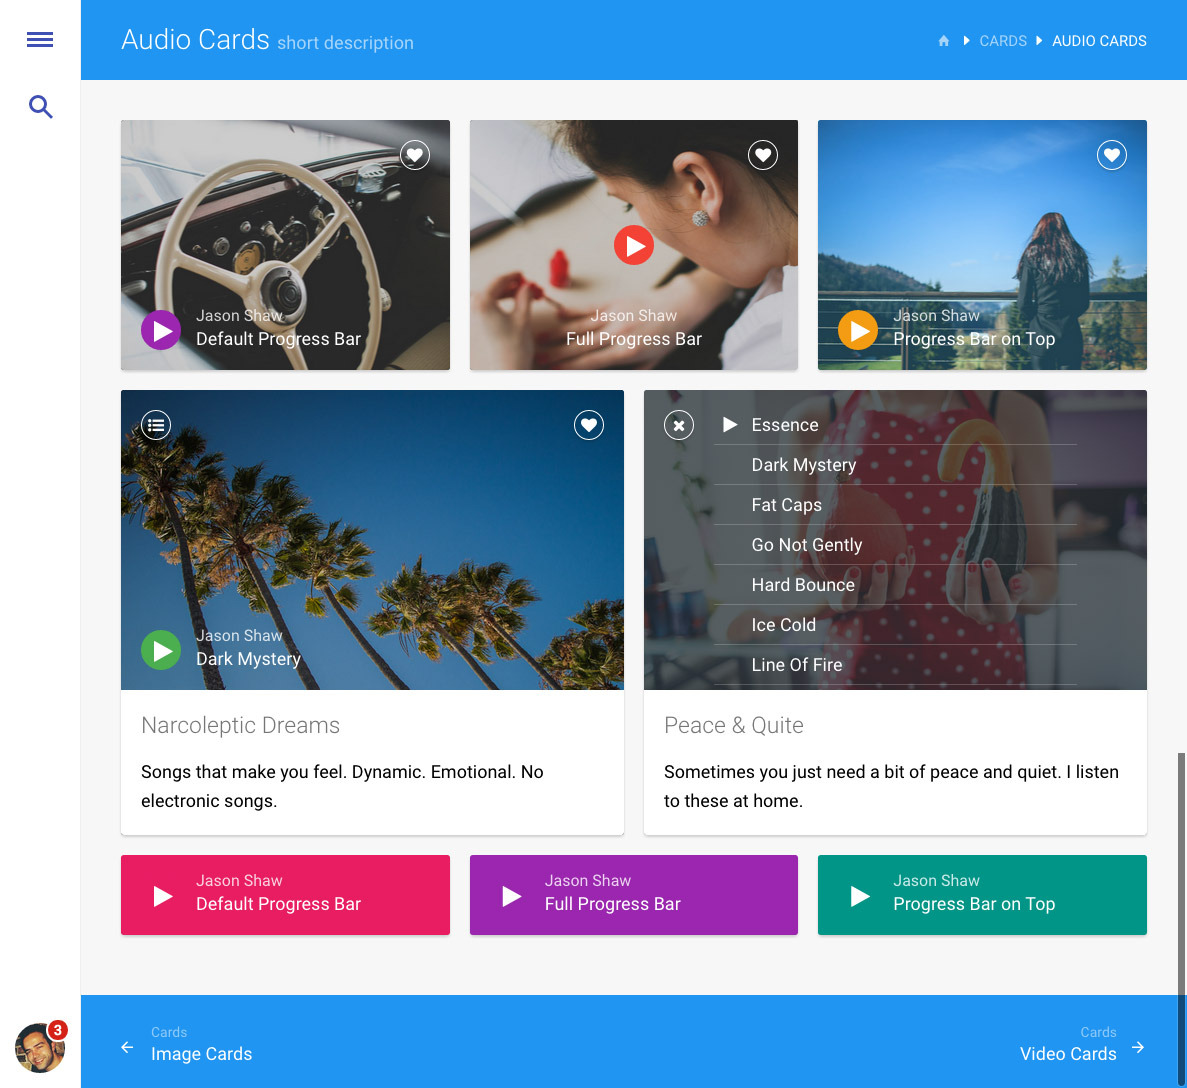 Audio Cards short description
CARDS AUDIO CARDS
Jason Shaw
Default Progress Bar
Jason Shaw
Full Progress Bar
Jason Shaw
Progress Bar on Top
Jason Shaw
Dark Mystery
Essence
Dark Mystery
Fat Caps
Go Not Gently
Hard Bounce
Ice Cold
Line Of Fire
Narcoleptic Dreams
Songs that make you feel. Dynamic. Emotional. No
electronic songs.
Peace & Quite
Sometimes you just need a bit of peace and quiet. I listen
to these at home.
Jason Shaw
Default Progress Bar
Jason Shaw
Full Progress Bar
Jason Shaw
Progress Bar on Top
3
Cards
Image Cards
Cards
Video Cards